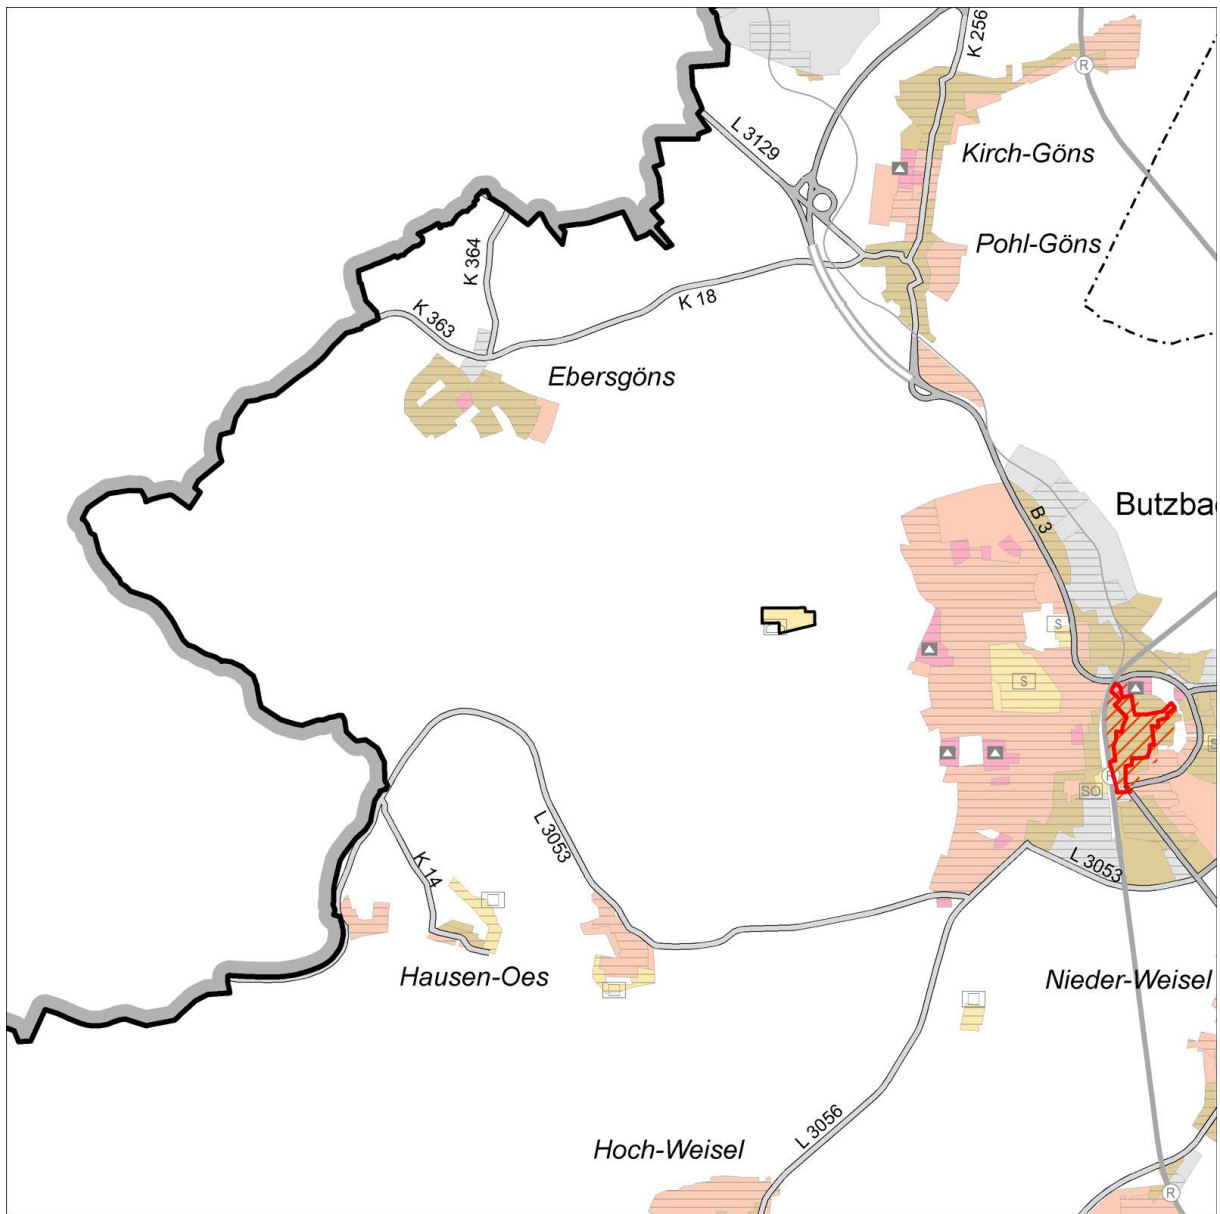 K 256
L 3129
Kirch-Göns
R
K 364
Pohl-Göns
K 18
K 363
Ebersgöns
Butzba
B 3
S
S
S
R
SO
L 3053
L 3053
K 14
Hausen-Oes
Nieder-Weisel
L 3056
Hoch-Weisel
R